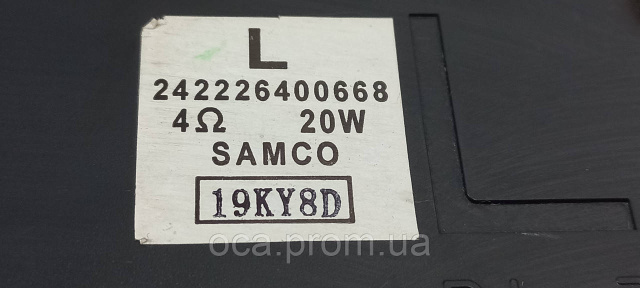 L
242226400668
4Ω 20W
SAMCO
19KY8D
oca.prom.ua